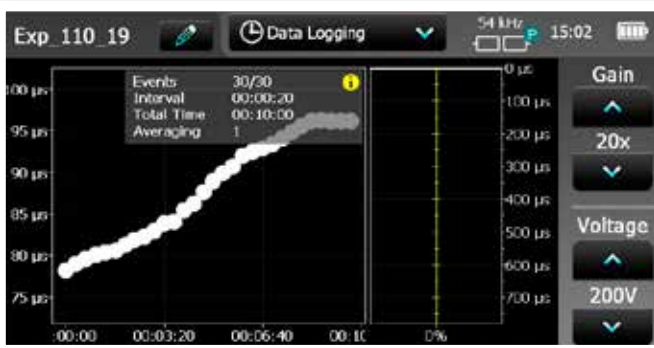 Exp_110_19
Data Logging
54 kHz
P
15:02
Events 30/30
Interval 00:00:20
Total Time 00:10:00
Averaging 1
i
100 µs
95 µs
90 µs
85 µs
80 µs
75 µs
:00:00 00:03:20 00:06:40 00:10
0 µs
100 µs
200 µs
300 µs
400 µs
500 µs
600 µs
700 µs
0%
Gain
20x
Voltage
200V